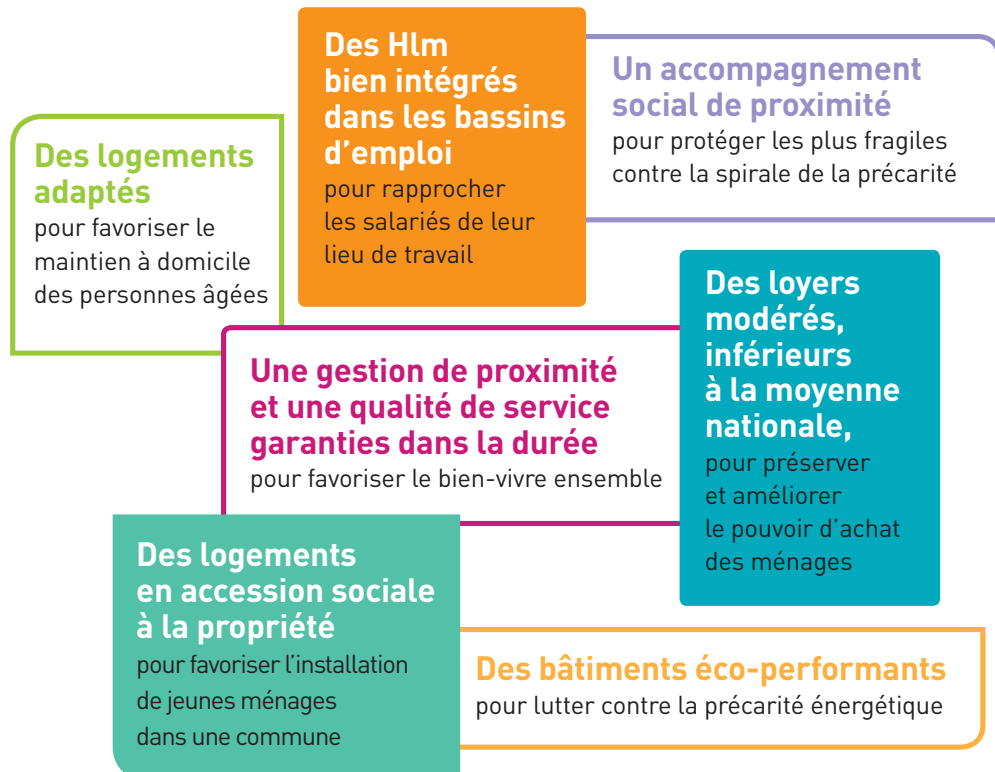 Des Hlm
bien intégrés
dans les bassins
d’emploi
pour rapprocher
les salariés de leur
lieu de travail
Un accompagnement
social de proximité
pour protéger les plus fragiles
contre la spirale de la précarité
Des logements
adaptés
pour favoriser le
maintien à domicile
des personnes âgées
Des loyers
modérés,
inférieurs
à la moyenne
nationale,
pour préserver
et améliorer
le pouvoir d’achat
des ménages
Une gestion de proximité
et une qualité de service
garanties dans la durée
pour favoriser le bien-vivre ensemble
Des logements
en accession sociale
à la propriété
pour favoriser l’installation
de jeunes ménages
dans une commune
Des bâtiments éco-performants
pour lutter contre la précarité énergétique